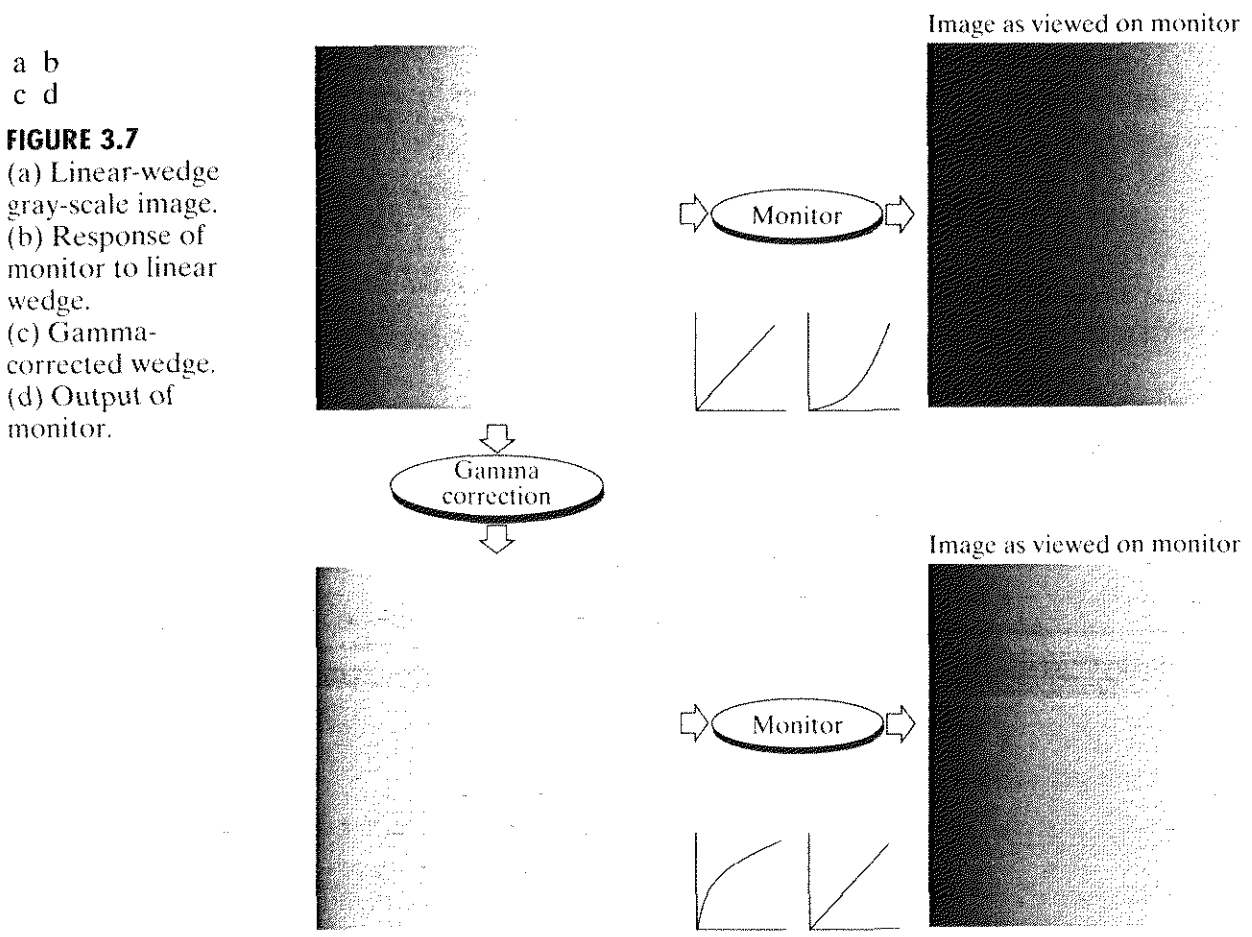 a b
c d
FIGURE 3.7
(a) Linear-wedge
gray-scale image.
(b) Response of
monitor to linear
wedge.
(c) Gamma-
corrected wedge.
(d) Output of
monitor.
Image as viewed on monitor
Monitor
Gamma
correction
Image as viewed on monitor
Monitor